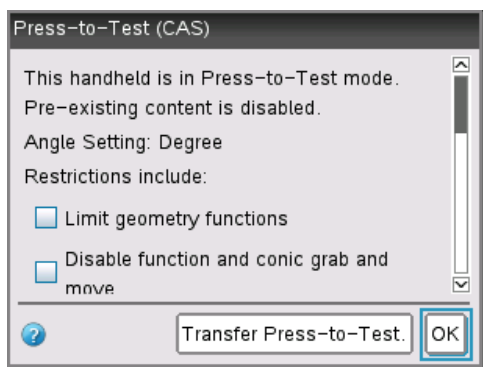 Press-to-Test (CAS)
This handheld is in Press-to-Test mode.
Pre-existing content is disabled.
Angle Setting: Degree
Restrictions include:
Limit geometry functions
Disable function and conic grab and
move
Transfer Press-to-Test.
OK